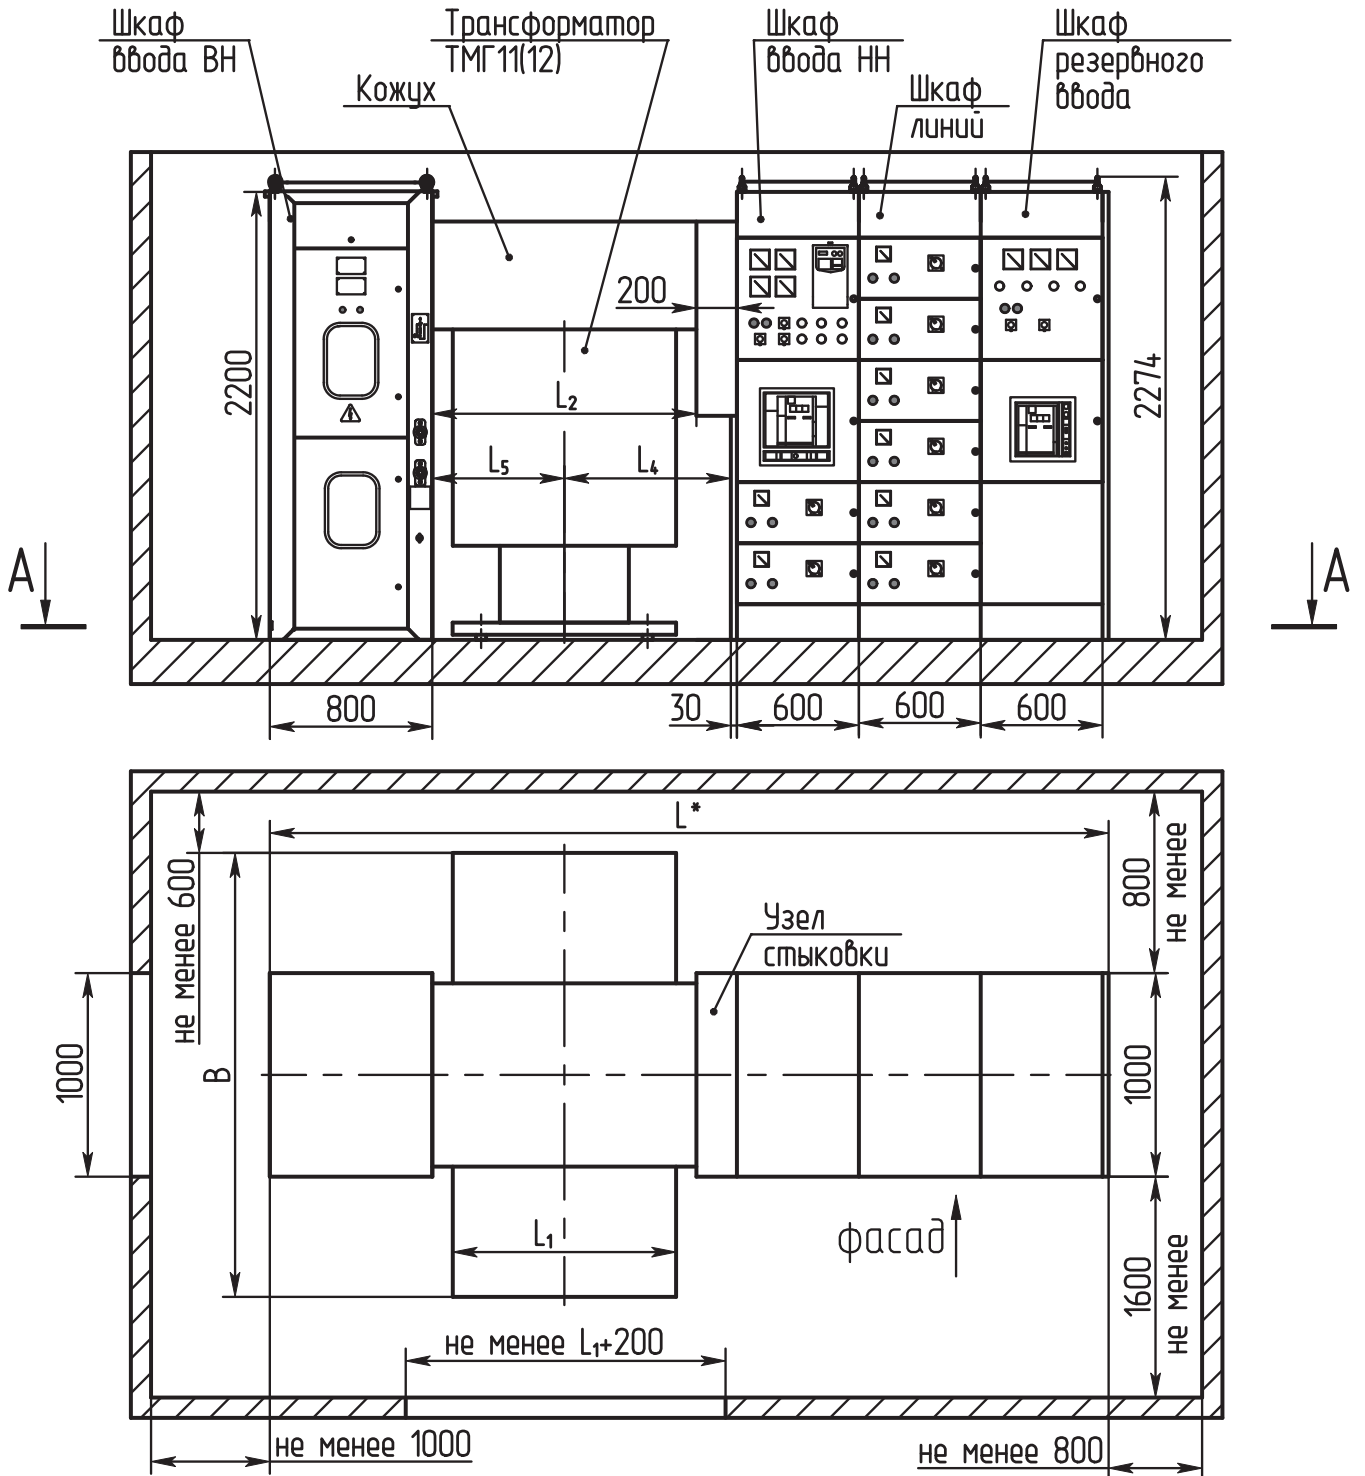 Шкаф
ввода ВН
Трансформатор
ТМГ11(12)
Шкаф
ввода НН
Шкаф
резервного
ввода
Кожух
Шкаф
линий
200
2200
2274
L₂
L₅
L₄
А
А
800
30
600
600
600
L*
не менее 600
800
не менее
Узел
стыковки
1000
В
1000
фасад
L₁
1600
не менее
не менее L₁+200
не менее 1000
не менее 800